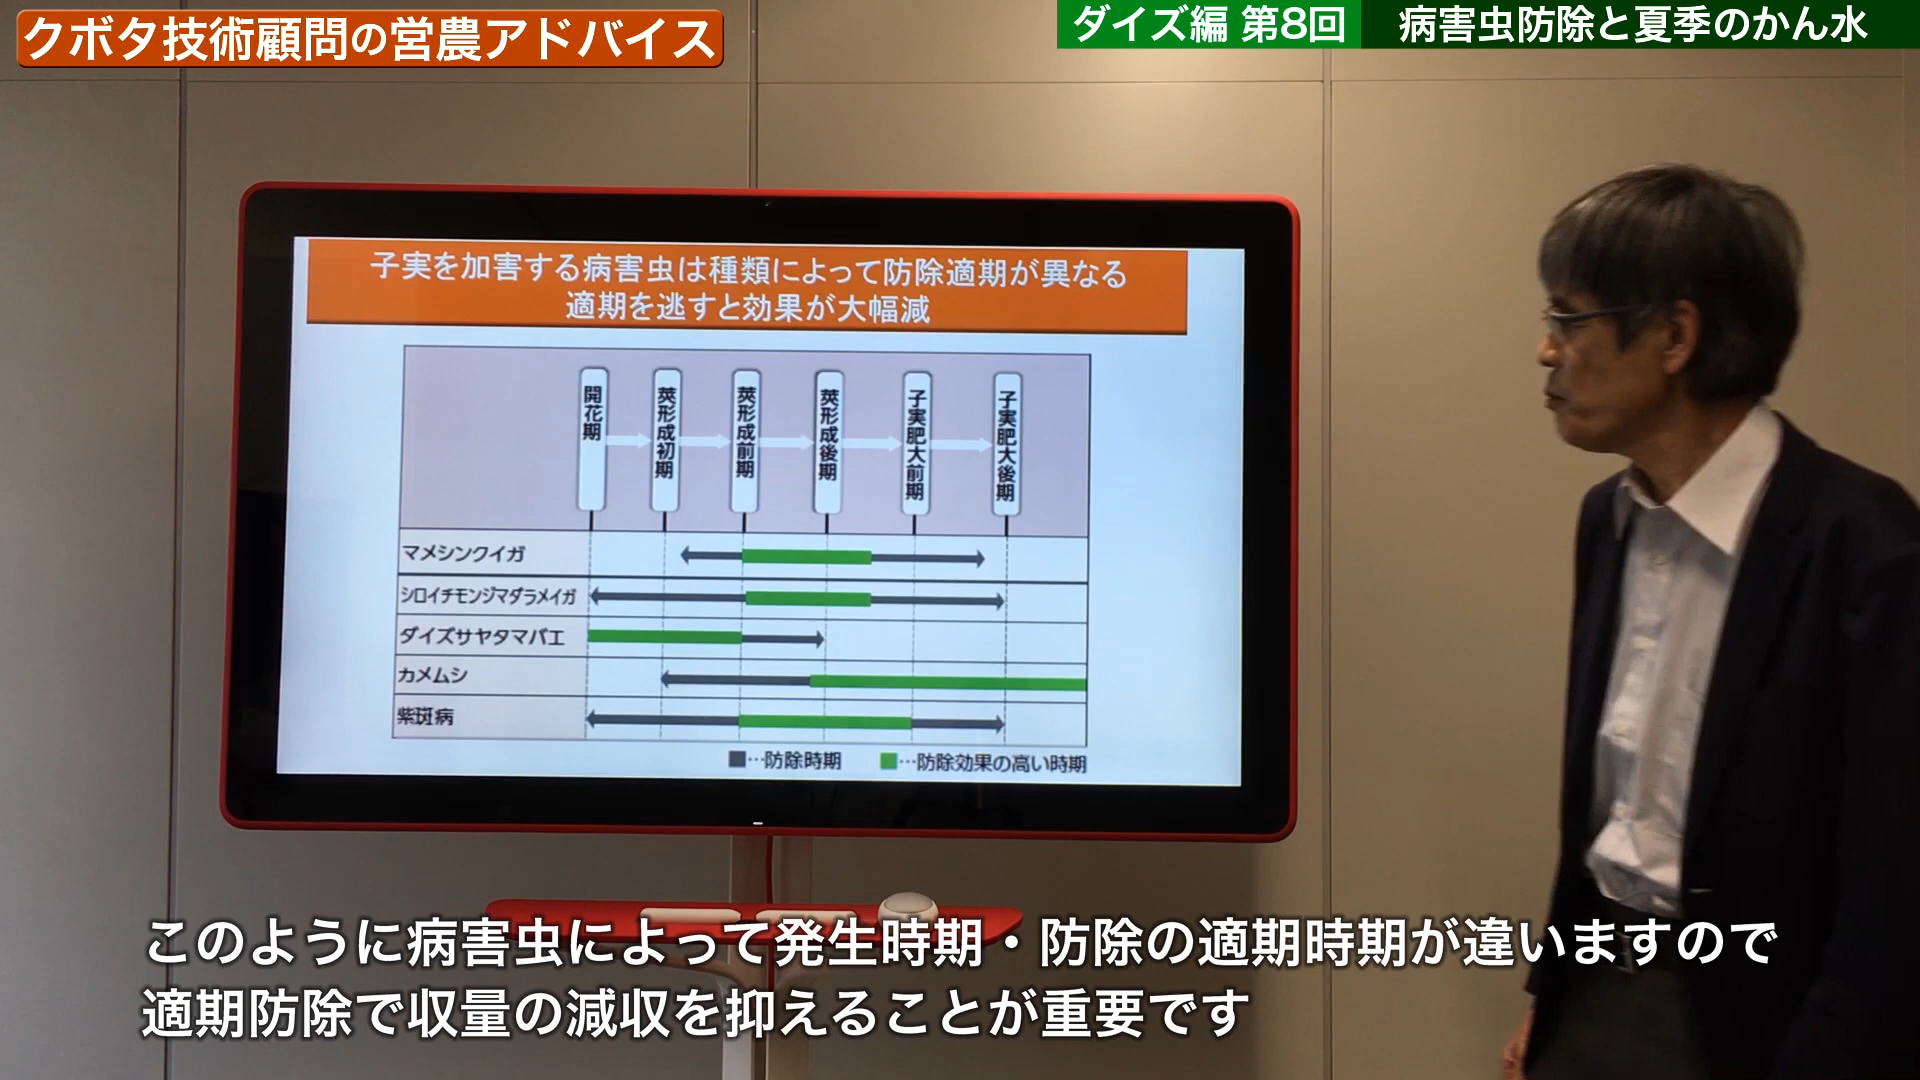 クボタ技術顧問の営農アドバイス
ダイズ編 第8回 病害虫防除と夏季のかん水
子実を加害する病害虫は種類によって防除適期が異なる
適期を逃すと効果が大幅減
開花期
莢形成初期
莢形成前期
莢形成後期
子実肥大前期
子実肥大後期
マメシンクイガ
シロイチモンジマダラメイガ
ダイズサヤタマバエ
カメムシ
紫斑病
■…防除時期 ■…防除効果の高い時期
このように病害虫によって発生時期・防除の適期時期が違いますので
適期防除で収量の減収を抑えることが重要です